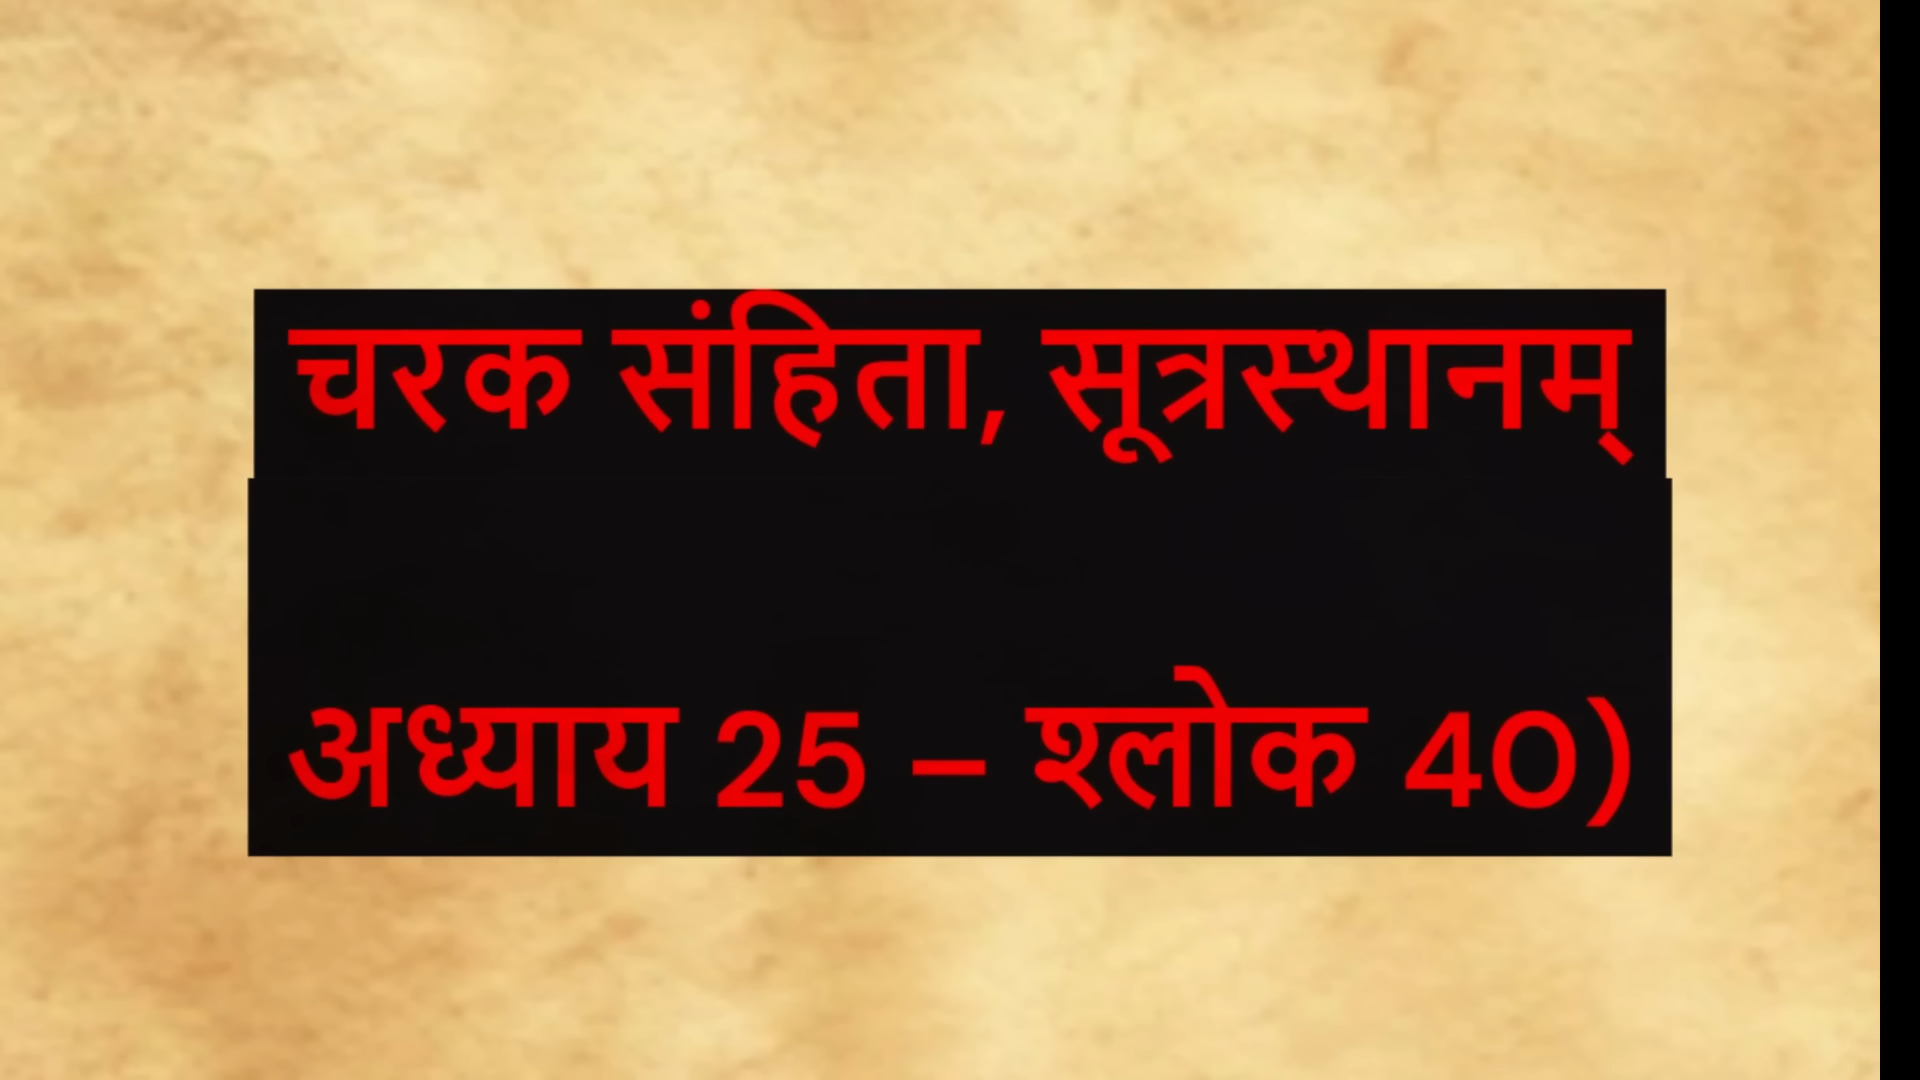 चरक संहिता, सूत्रस्थानम्
अध्याय 25 – श्लोक 40)